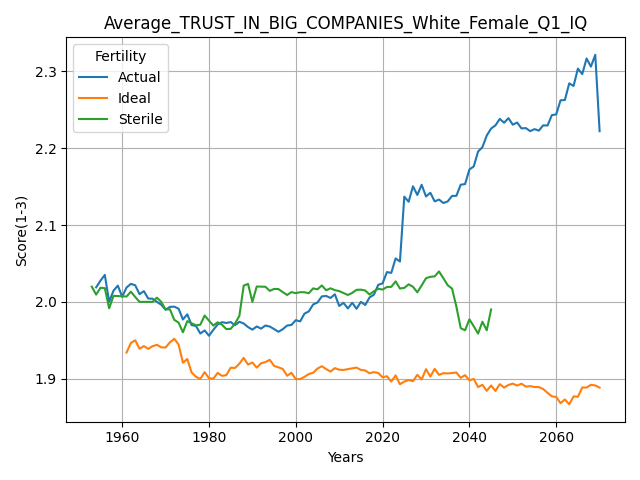 Average_TRUST_IN_BIG_COMPANIES_White_Female_Q1_IQ
Fertility
Actual
Ideal
Sterile
Score(1-3)
2.3
2.2
2.1
2.0
1.9
1960
1980
2000
2020
2040
2060
Years